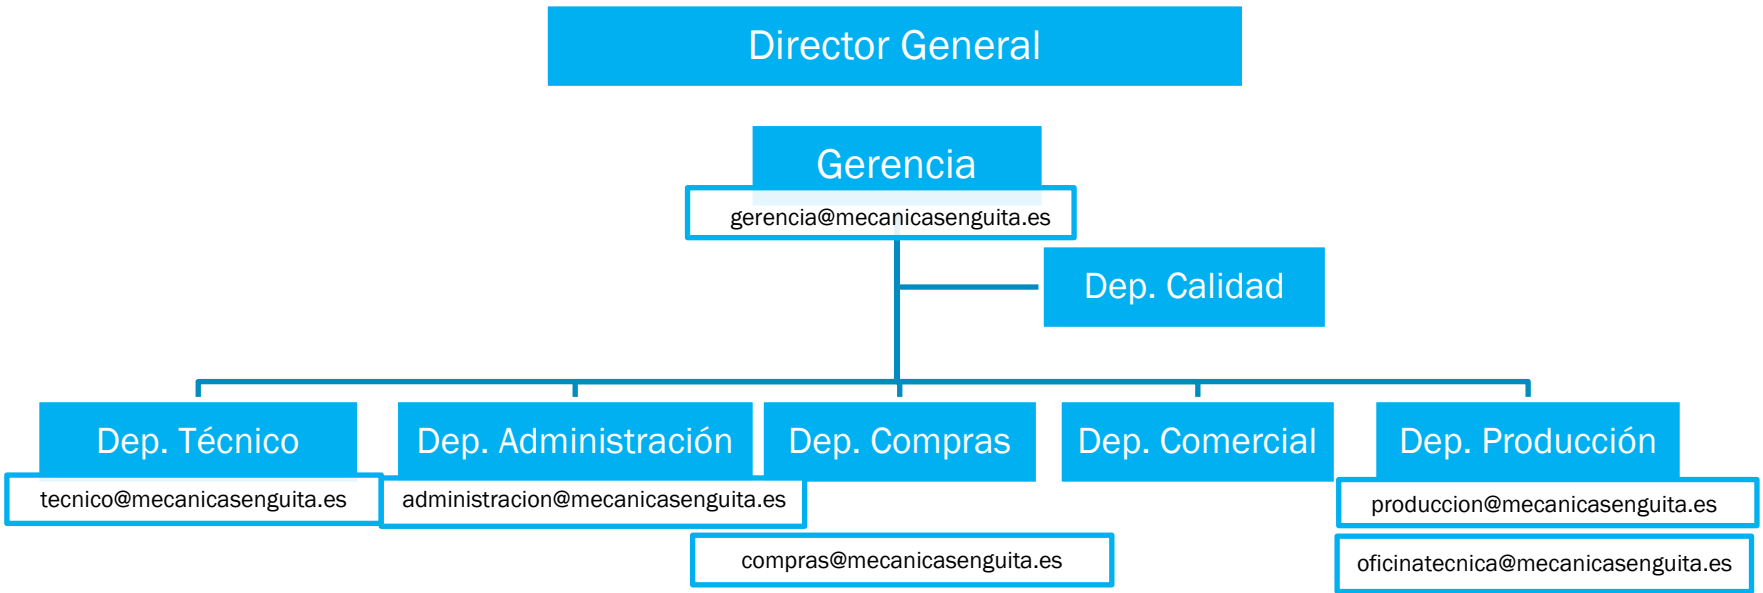 Director General
Gerencia
gerencia@mecanicasenguita.es
Dep. Calidad
Dep. Técnico
Dep. Administración
Dep. Compras
Dep. Comercial
Dep. Producción
tecnico@mecanicasenguita.es
administracion@mecanicasenguita.es
produccion@mecanicasenguita.es
compras@mecanicasenguita.es
oficinatecnica@mecanicasenguita.es